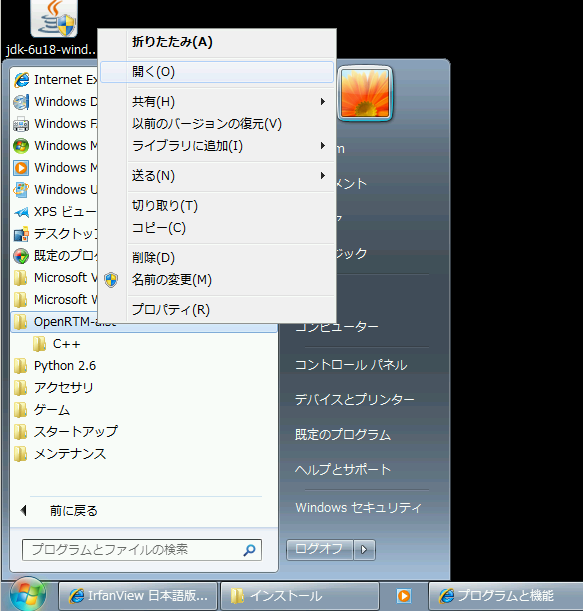 jdk-6u18-wind...
折りたたみ(A)
開く(O)
共有(H)
以前のバージョンの復元(V)
ライブラリに追加(I)
送る(N)
切り取り(T)
コピー(C)
削除(D)
名前の変更(M)
プロパティ(R)
Internet Ex
Windows D
Windows F
Windows M
Windows M
Windows U
XPS ビュー
デスクトップ
既定のプログ
Microsoft V
Microsoft W
OpenRTM-aist
C++
Python 2.6
アクセサリ
ゲーム
スタートアップ
メンテナンス
前に戻る
プログラムとファイルの検索
m
メント
ャ
ジック
コンピューター
コントロール パネル
デバイスとプリンター
既定のプログラム
ヘルプとサポート
Windows セキュリティ
ログオフ
IrfanView 日本語版...
インストール
プログラムと機能